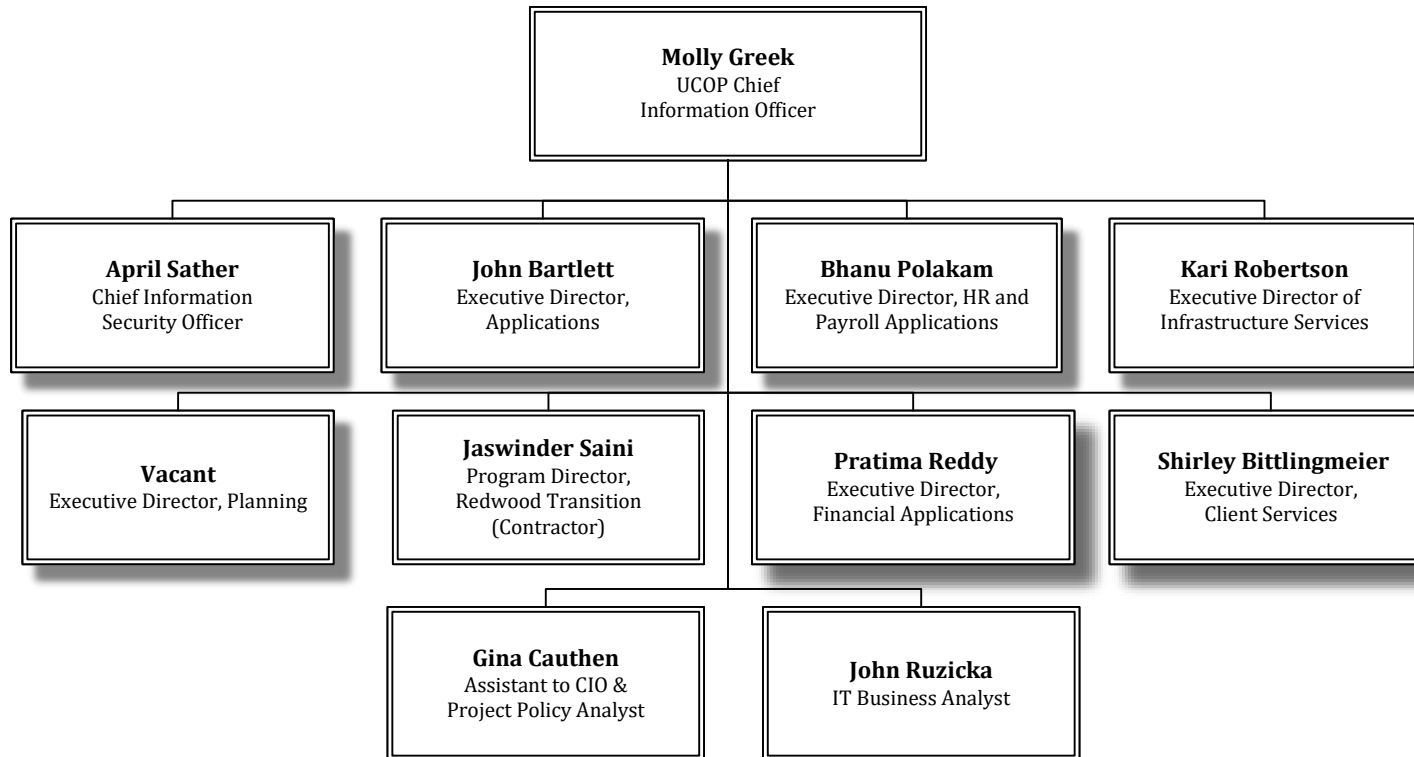 Molly Greek
UCOP Chief
Information Officer
April Sather
Chief Information
Security Officer
John Bartlett
Executive Director,
Applications
Bhanu Polakam
Executive Director, HR and
Payroll Applications
Kari Robertson
Executive Director of
Infrastructure Services
Vacant
Executive Director, Planning
Jaswinder Saini
Program Director,
Redwood Transition
(Contractor)
Pratima Reddy
Executive Director,
Financial Applications
Shirley Bittlingmeier
Executive Director,
Client Services
Gina Cauthen
Assistant to CIO &
Project Policy Analyst
John Ruzicka
IT Business Analyst